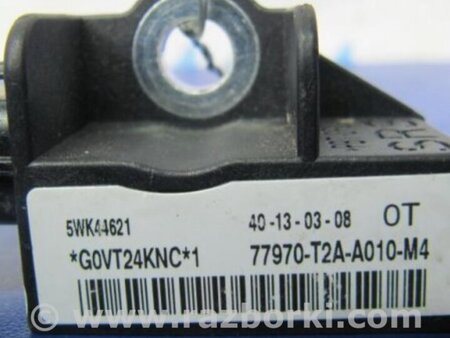 5WK44621 40-13-03-08 OT
*G0VT24KNC*1 77970-T2A-A010-M4
www.razborki.com